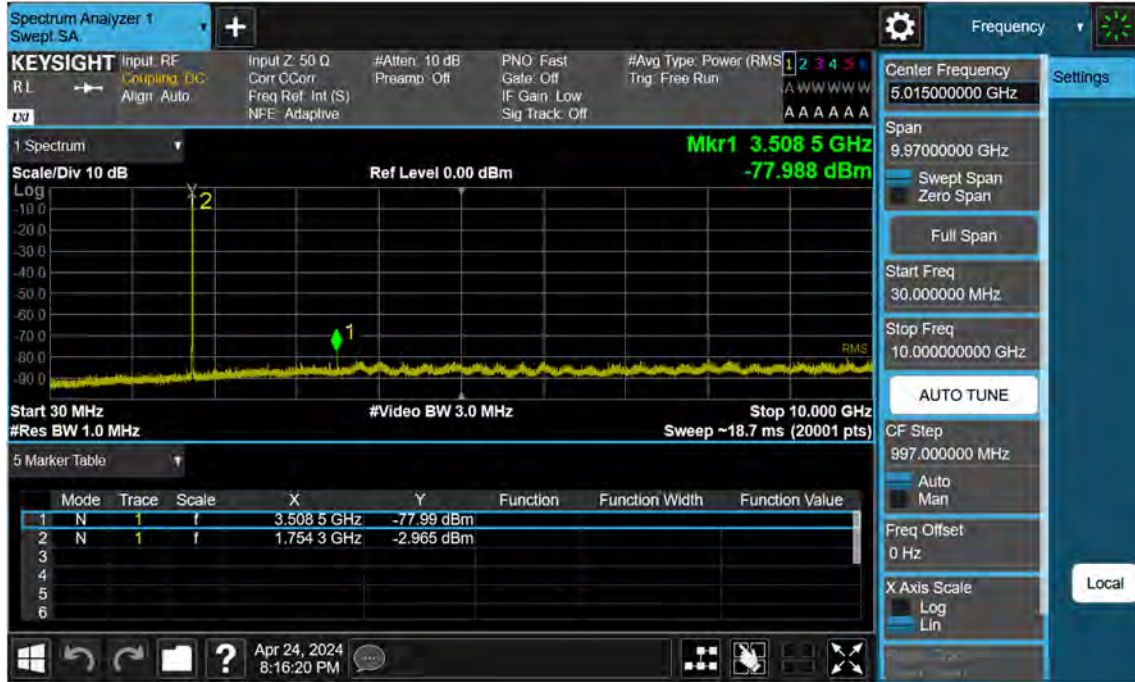 Spectrum Analyzer 1
Swept SA
+
Frequency
KEYSIGHT
RL
LXI
Input: RF
Coupling: DC
Align: Auto
Input Z: 50 Ω
Corr CCorr
Freq Ref: Int (S)
NFE: Adaptive
#Atten: 10 dB
Preamp: Off
PNO: Fast
Gate: Off
IF Gain: Low
Sig Track: Off
#Avg Type: Power (RMS
Trig: Free Run
1 2 3 4 5 6
A W W W W W
A A A A A A
1 Spectrum
Mkr1 3.508 5 GHz
Scale/Div 10 dB
Ref Level 0.00 dBm
-77.988 dBm
Log
-10.0
-20.0
-30.0
-40.0
-50.0
-60.0
-70.0
-80.0
-90.0
2
1
RMS
Start 30 MHz
#Video BW 3.0 MHz
Stop 10.000 GHz
#Res BW 1.0 MHz
Sweep ~18.7 ms (20001 pts)
5 Marker Table
Mode Trace Scale X Y Function Function Width Function Value
1 N 1 f 3.508 5 GHz -77.99 dBm
2 N 1 f 1.754 3 GHz -2.965 dBm
3
4
5
6
Apr 24, 2024
8:16:20 PM
?
Center Frequency
5.015000000 GHz
Settings
Span
9.97000000 GHz
Swept Span
Zero Span
Full Span
Start Freq
30.000000 MHz
Stop Freq
10.000000000 GHz
AUTO TUNE
CF Step
997.000000 MHz
Auto
Man
Freq Offset
0 Hz
X Axis Scale
Log
Lin
Local